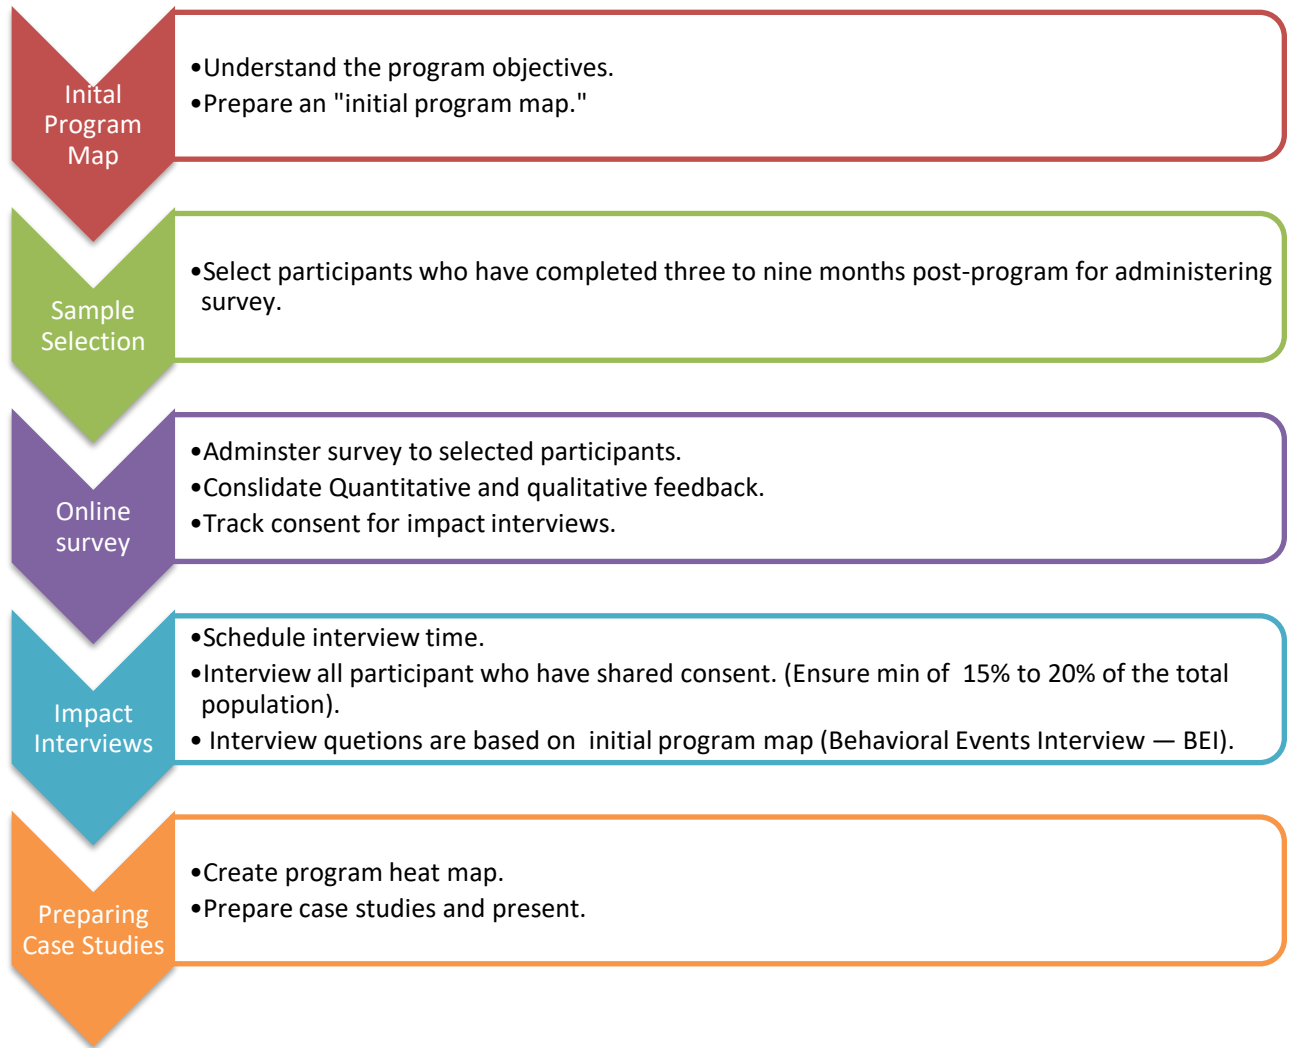 Inital
Program
Map
•Understand the program objectives.
•Prepare an "initial program map."
Sample
Selection
•Select participants who have completed three to nine months post-program for administering
survey.
Online
survey
•Adminster survey to selected participants.
•Conslidate Quantitative and qualitative feedback.
•Track consent for impact interviews.
Impact
Interviews
•Schedule interview time.
•Interview all participant who have shared consent. (Ensure min of  15% to 20% of the total
population).
• Interview quetions are based on  initial program map (Behavioral Events Interview — BEI).
Preparing
Case Studies
•Create program heat map.
•Prepare case studies and present.